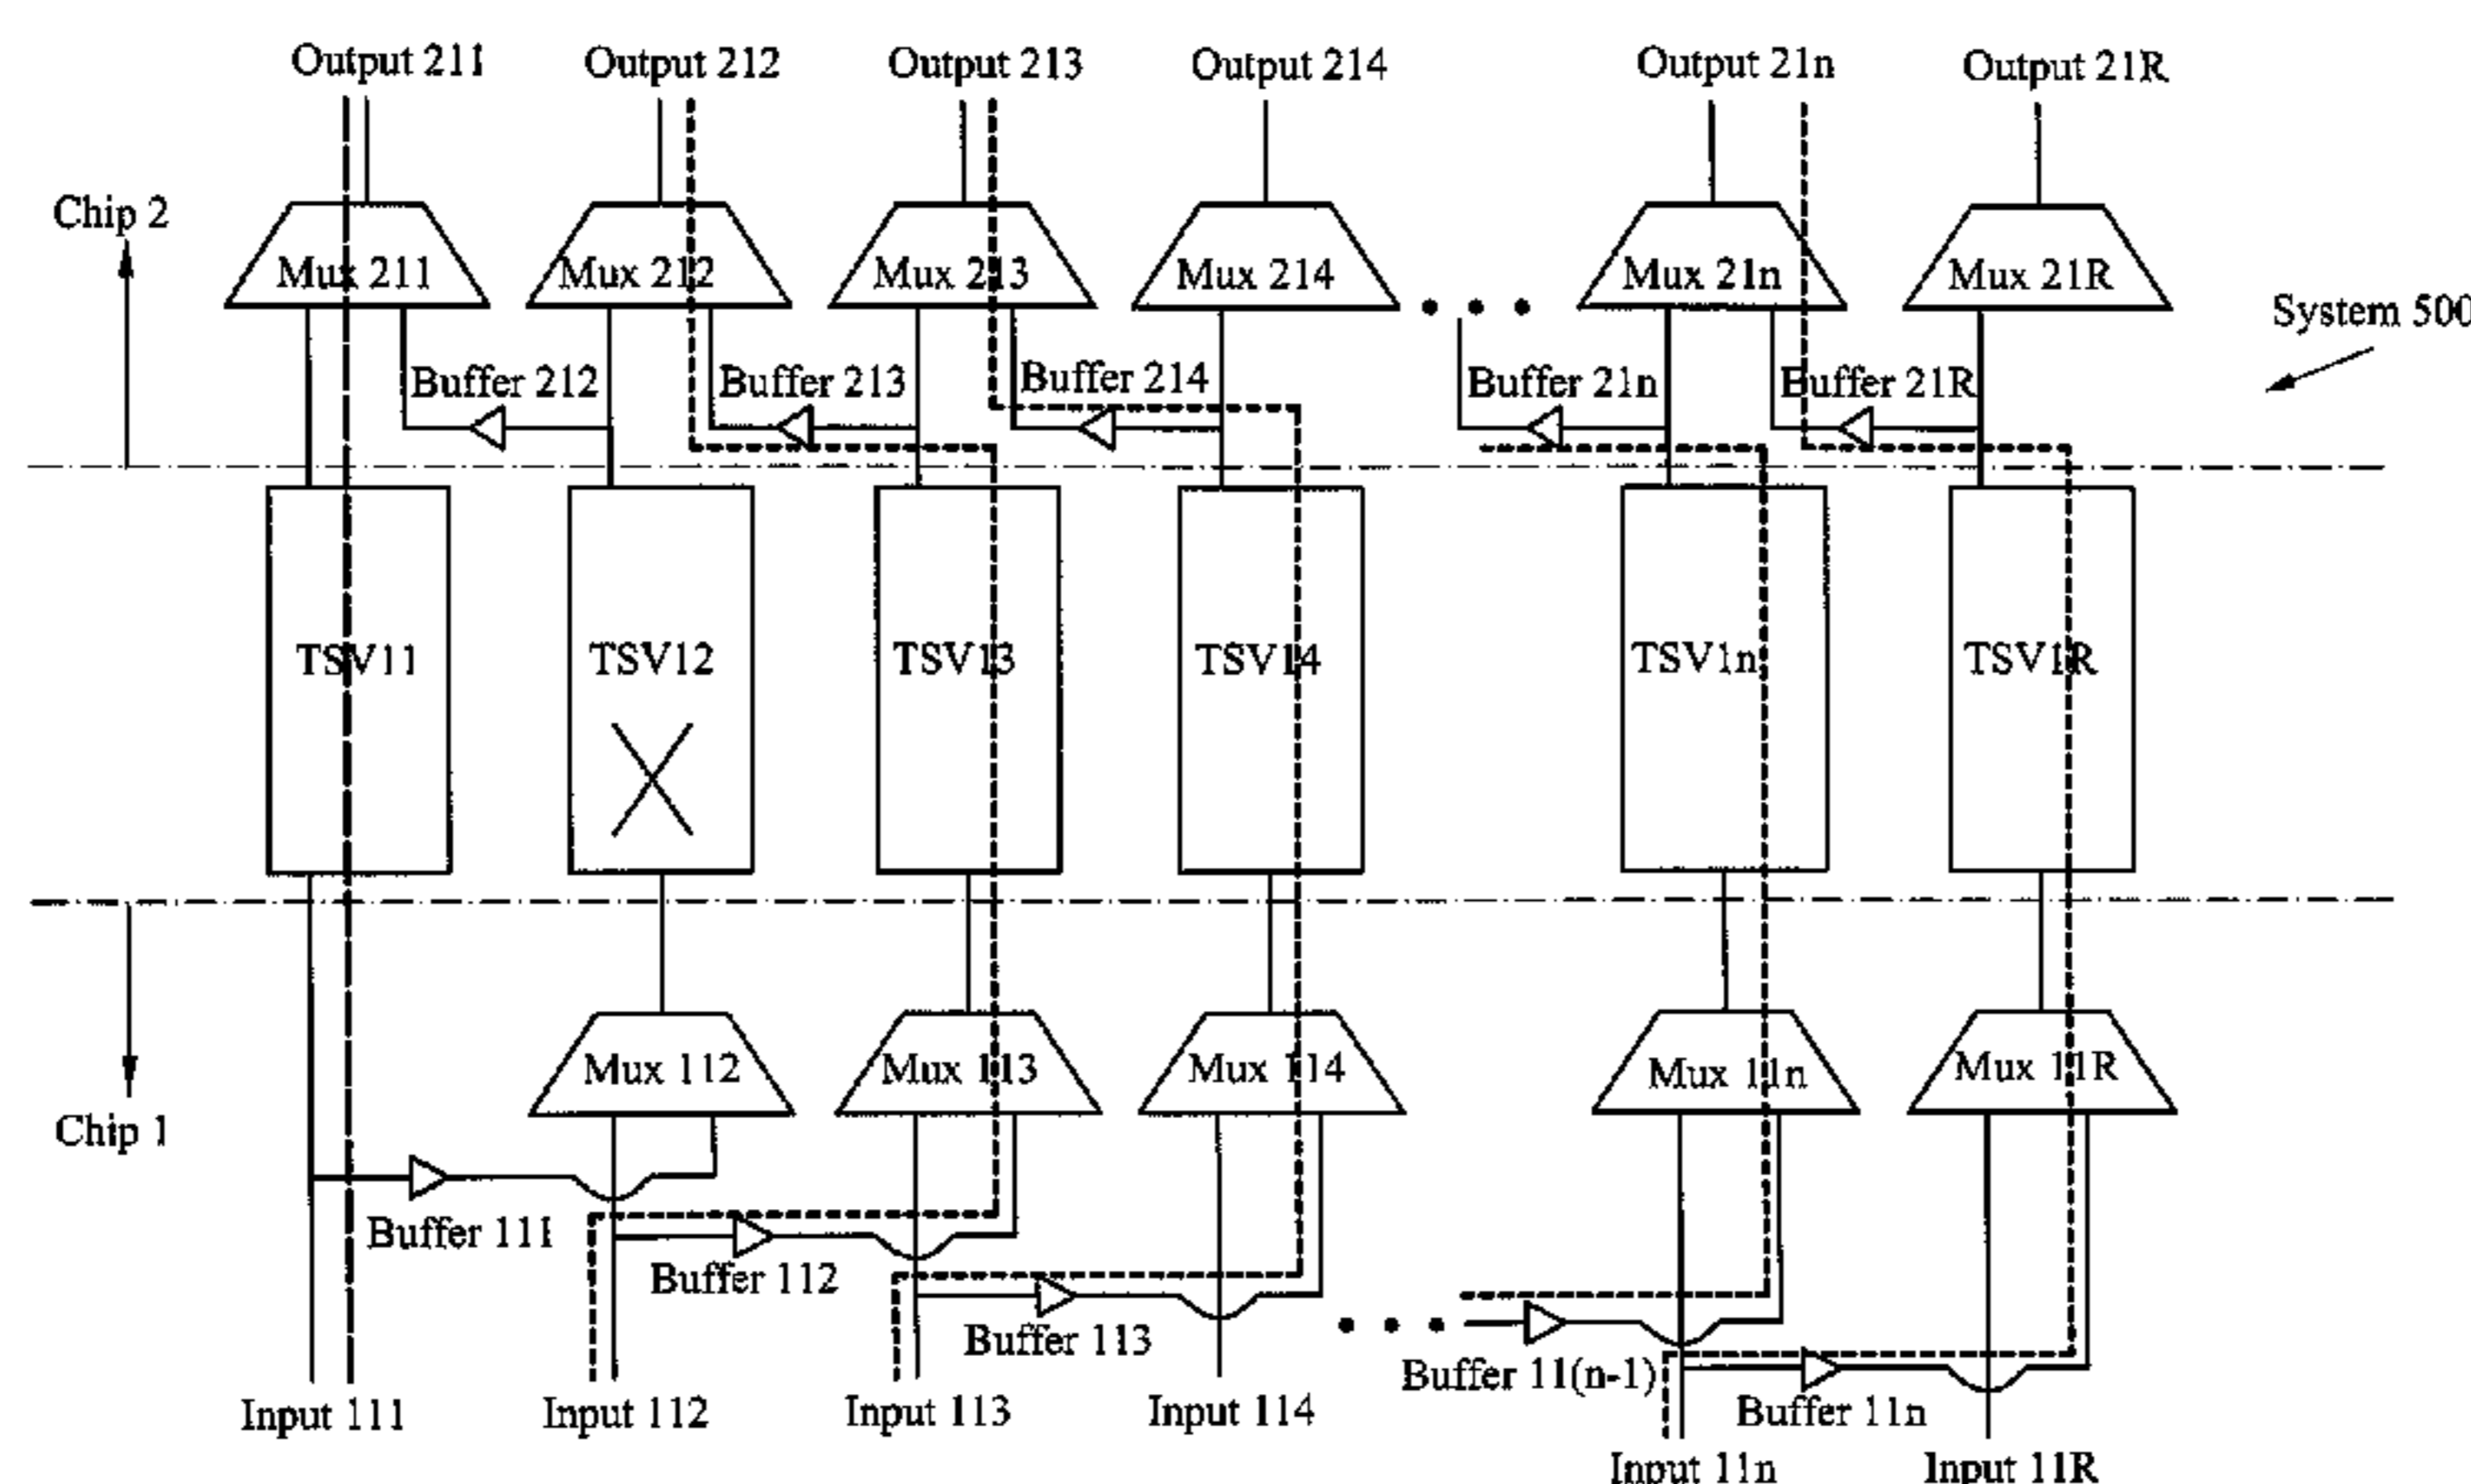 Output 211
Output 212
Output 213
Output 214
Output 21n
Output 21R
Chip 2
Mux 211
Mux 212
Mux 213
Mux 214
Mux 21n
Mux 21R
System 500
Buffer 212
Buffer 213
Buffer 214
Buffer 21n
Buffer 21R
TSV11
TSV12
TSV13
TSV14
TSV1n
TSV1R
Mux 112
Mux 113
Mux 114
Mux 11n
Mux 11R
Chip 1
Buffer 111
Buffer 112
Buffer 113
Buffer 11(n-1)
Buffer 11n
Input 111
Input 112
Input 113
Input 114
Input 11n
Input 11R